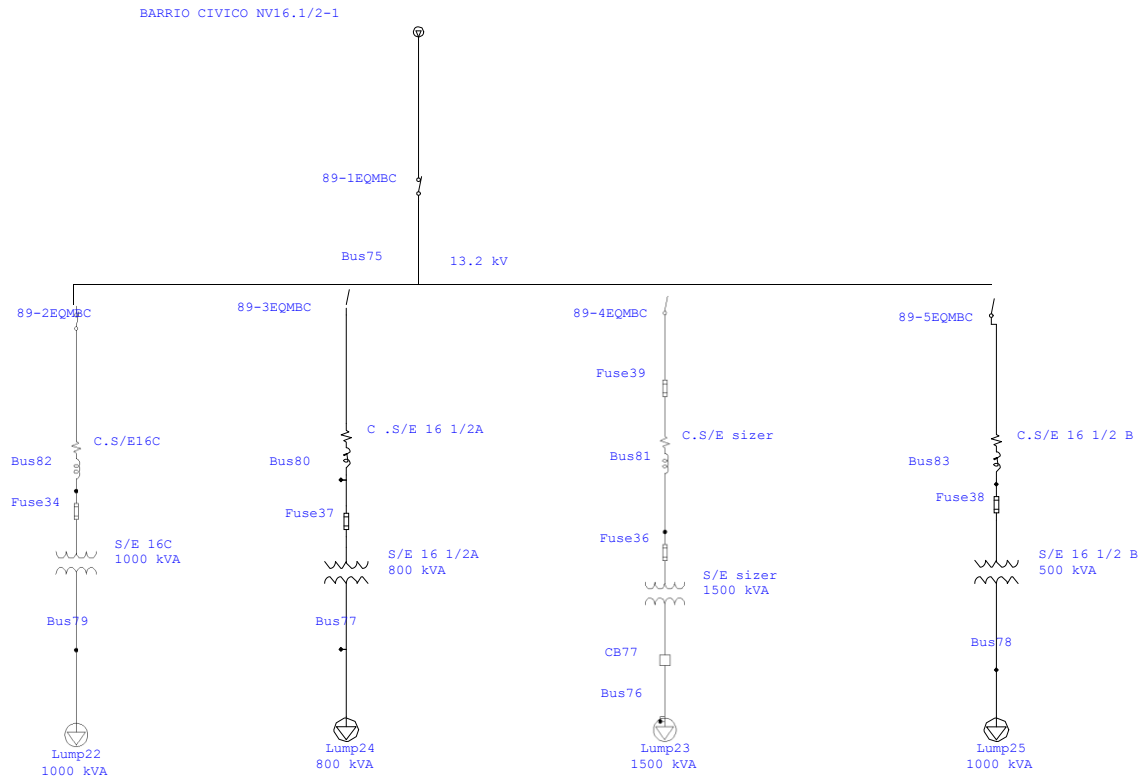 BARRIO CIVICO NV16.1/2-1
89-1EQMBC
Bus75
13.2 kV
89-2EQMBC
89-3EQMBC
89-4EQMBC
89-5EQMBC
Fuse39
C.S/E16C
C .S/E 16 1/2A
C.S/E sizer
C.S/E 16 1/2 B
Bus82
Bus80
Bus81
Bus83
Fuse34
Fuse37
Fuse36
Fuse38
S/E 16C
1000 kVA
S/E 16 1/2A
800 kVA
S/E sizer
1500 kVA
S/E 16 1/2 B
500 kVA
Bus79
Bus77
CB77
Bus76
Bus78
Lump22
1000 kVA
Lump24
800 kVA
Lump23
1500 kVA
Lump25
1000 kVA